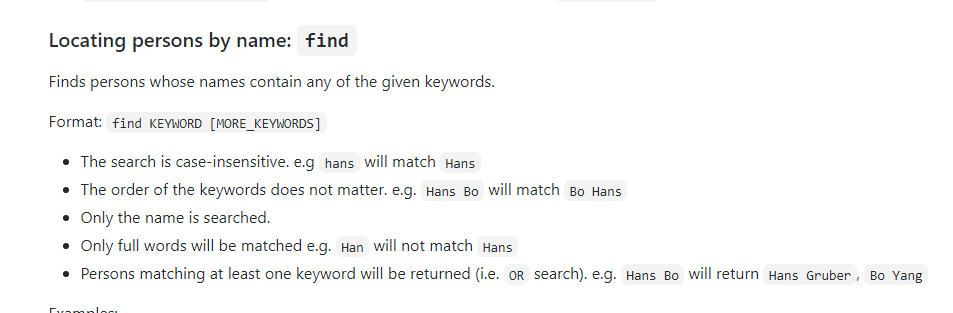 Locating persons by name: find
Finds persons whose names contain any of the given keywords.
Format: find KEYWORD [MORE_KEYWORDS]
• The search is case-insensitive. e.g hans will match Hans
• The order of the keywords does not matter. e.g. Hans Bo will match Bo Hans
• Only the name is searched.
• Only full words will be matched e.g. Han will not match Hans
• Persons matching at least one keyword will be returned (i.e. OR search). e.g. Hans Bo will return Hans Gruber, Bo Yang
Examples: